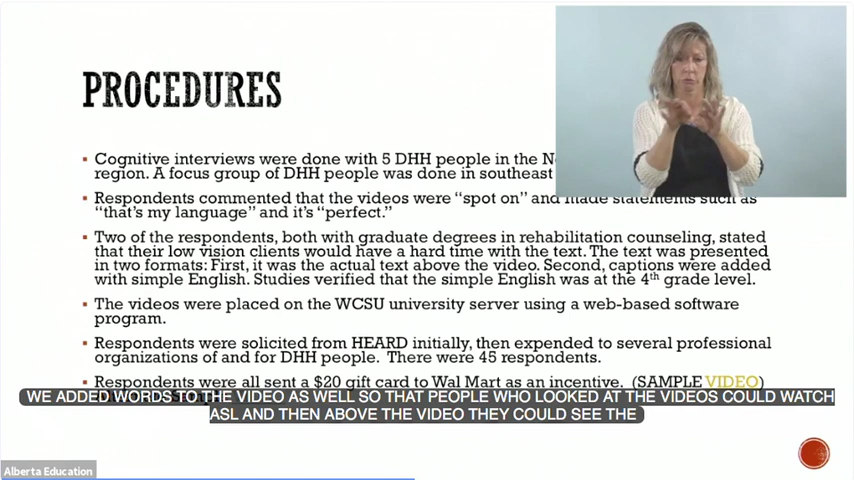 PROCEDURES
▪ Cognitive interviews were done with 5 DHH people in the
region. A focus group of DHH people was done in southeast
▪ Respondents commented that the videos were “spot on” and made statements such as
“that’s my language” and it’s “perfect.”
▪ Two of the respondents, both with graduate degrees in rehabilitation counseling, stated
that their low vision clients would have a hard time with the text. The text was presented
in two formats: First, it was the actual text above the video. Second, captions were added
with simple English. Studies verified that the simple English was at the 4th grade level.
▪ The videos were placed on the WCSU university server using a web-based software
program.
▪ Respondents were solicited from HEARD initially, then expended to several professional
organizations of and for DHH people. There were 45 respondents.
▪ Respondents were all sent a $20 gift card to Wal Mart as an incentive. (SAMPLE VIDEO)
WE ADDED WORDS TO THE VIDEO AS WELL SO THAT PEOPLE WHO LOOKED AT THE VIDEOS COULD WATCH
ASL AND THEN ABOVE THE VIDEO THEY COULD SEE THE
Alberta Education